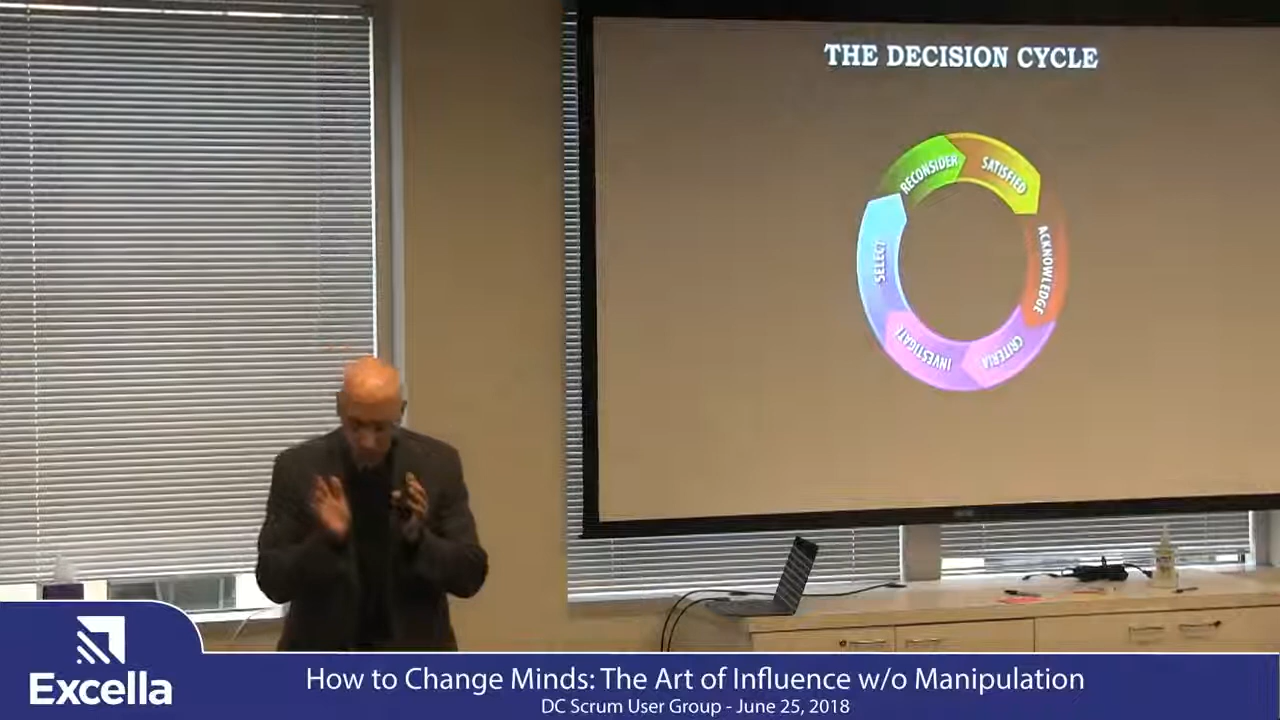 THE DECISION CYCLE
RECONSIDER
SATISFIED
ACKNOWLEDGE
CRITERIA
INVESTIGAT
SELECT
Excella
How to Change Minds: The Art of Influence w/o Manipulation
DC Scrum User Group - June 25, 2018